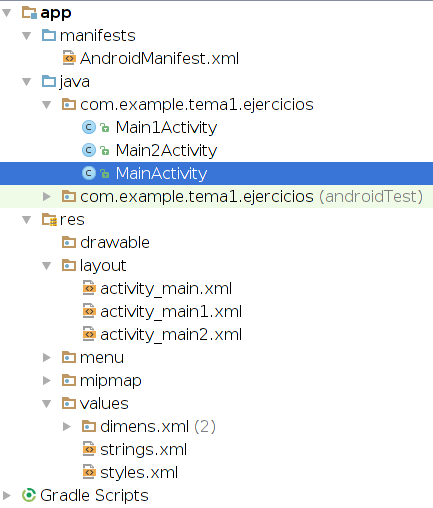 app
manifests
AndroidManifest.xml
java
com.example.tema1.ejercicios
Main1Activity
Main2Activity
MainActivity
com.example.tema1.ejercicios (androidTest)
res
drawable
layout
activity_main.xml
activity_main1.xml
activity_main2.xml
menu
mipmap
values
dimens.xml (2)
strings.xml
styles.xml
Gradle Scripts